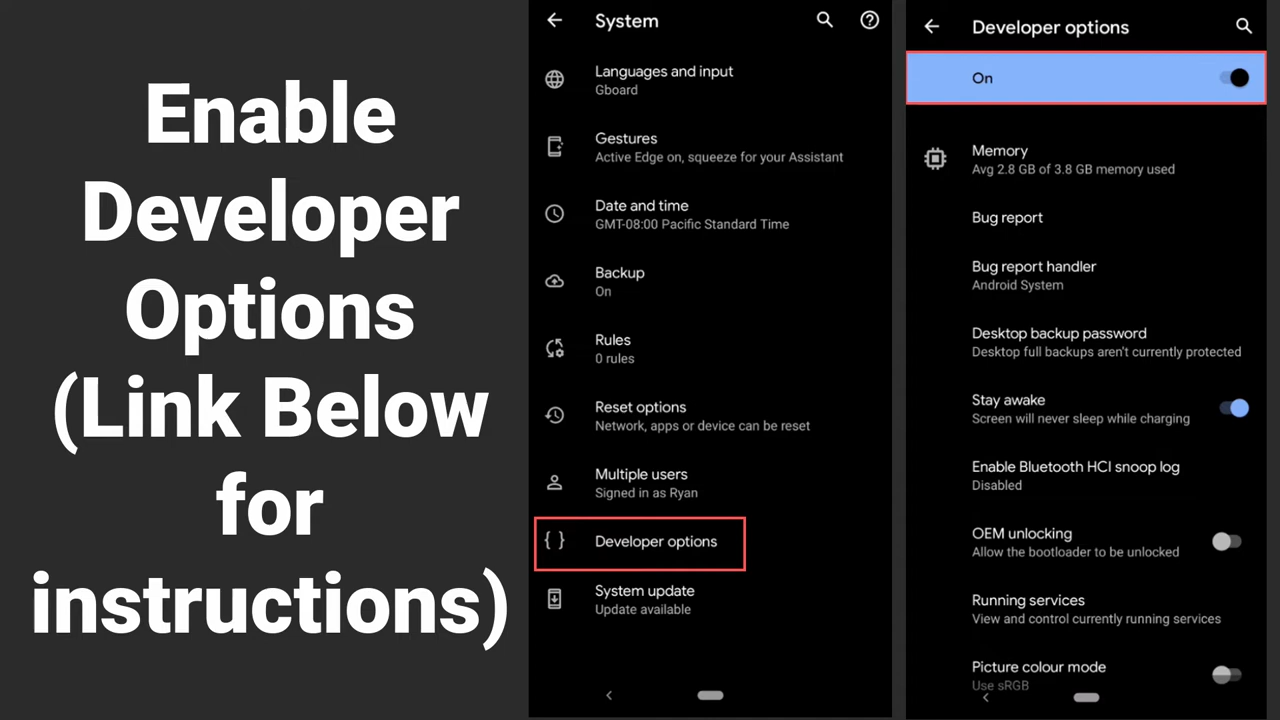 Enable
Developer
Options
(Link Below
for
instructions)
System
Languages and input
Gboard
Gestures
Active Edge on, squeeze for your Assistant
Date and time
GMT-08:00 Pacific Standard Time
Backup
On
Rules
0 rules
Reset options
Network, apps or device can be reset
Multiple users
Signed in as Ryan
{ } Developer options
System update
Update available
Developer options
On
Memory
Avg 2.8 GB of 3.8 GB memory used
Bug report
Bug report handler
Android System
Desktop backup password
Desktop full backups aren't currently protected
Stay awake
Screen will never sleep while charging
Enable Bluetooth HCI snoop log
Disabled
OEM unlocking
Allow the bootloader to be unlocked
Running services
View and control currently running services
Picture colour mode
Use sRGB